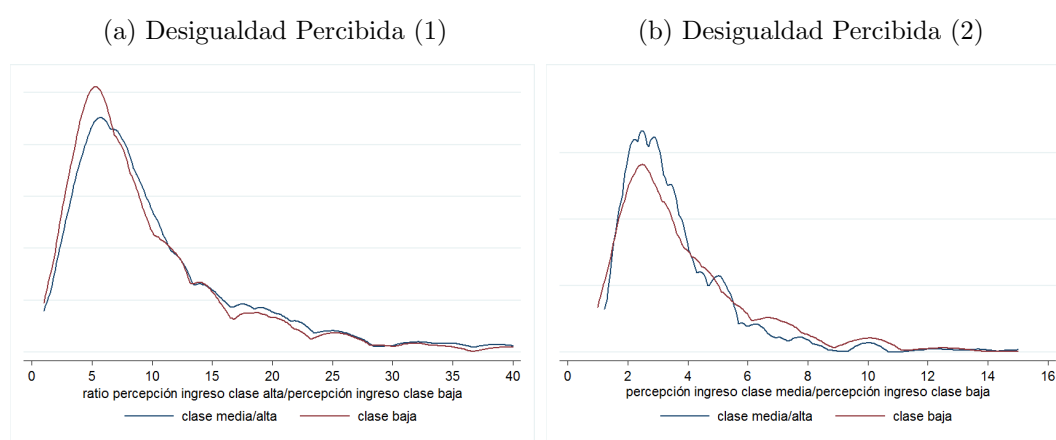 (a) Desigualdad Percibida (1)
0 5 10 15 20 25 30 35 40
ratio percepción ingreso clase alta/percepción ingreso clase baja
clase media/alta clase baja
(b) Desigualdad Percibida (2)
0 2 4 6 8 10 12 14 16
percepción ingreso clase media/percepción ingreso clase baja
clase media/alta clase baja